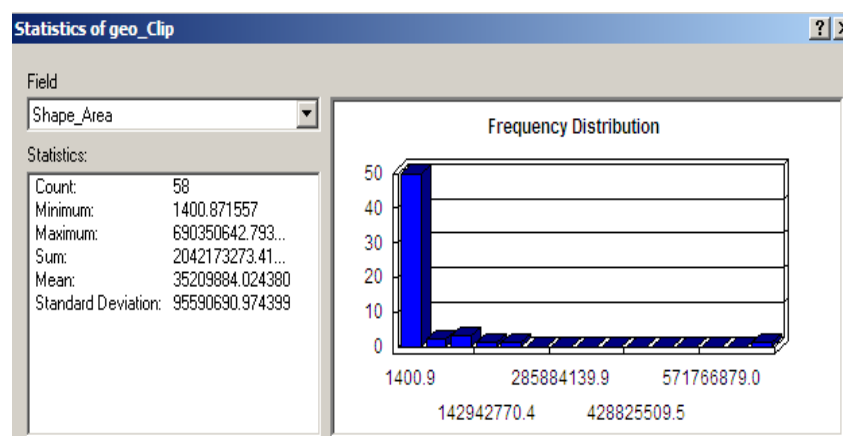 Statistics of geo_Clip
Field
Shape_Area
Statistics:
Count: 58
Minimum: 1400.871557
Maximum: 690350642.793...
Sum: 2042173273.41...
Mean: 35209884.024380
Standard Deviation: 95590690.974399
Frequency Distribution
50
40
30
20
10
0
1400.9 285884139.9 571766879.0
142942770.4 428825509.5